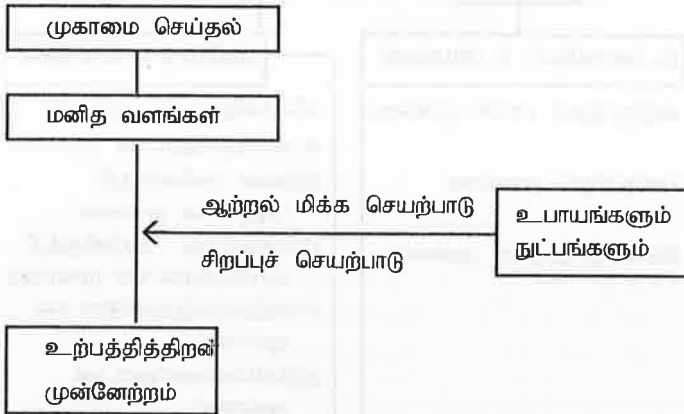 முகாமை செய்தல்
மனித வளங்கள்
ஆற்றல் மிக்க செயற்பாடு
சிறப்புச் செயற்பாடு
உபாயங்களும்
நுட்பங்களும்
உற்பத்தித்திறன்
முன்னேற்றம்